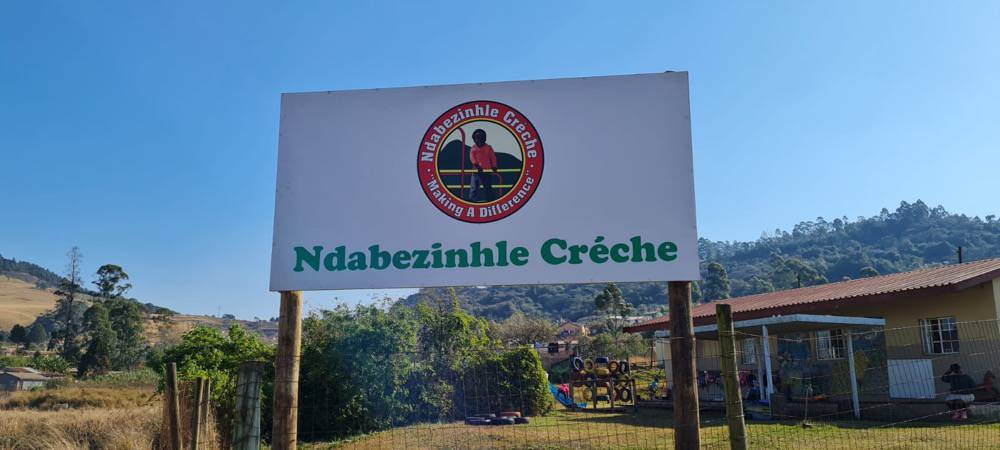 Ndabezinhle Creche
"Making A Difference"
Ndabezinhle Créche